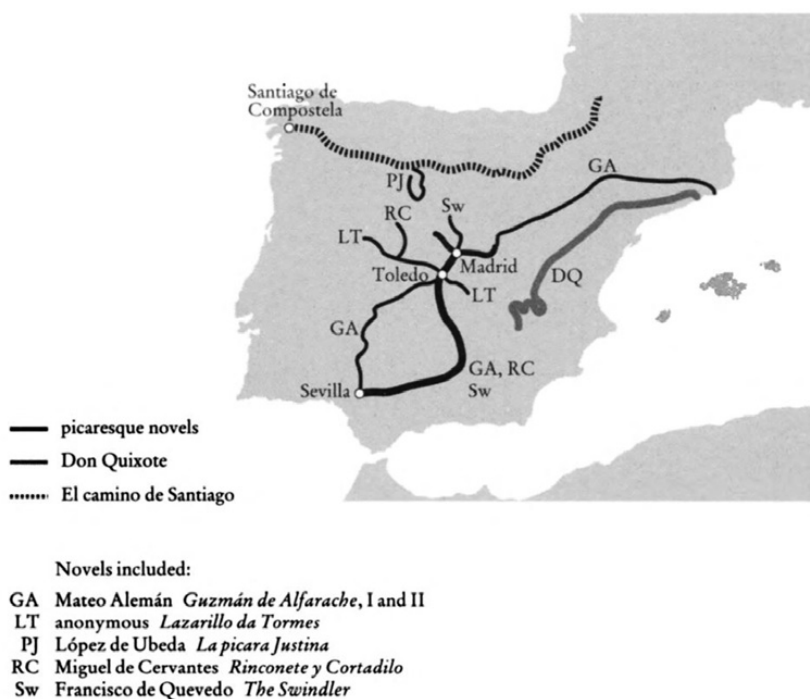 Santiago de
Compostela
GA
PJ
Sw
RC
LT
Madrid
Toledo
DQ
LT
GA
GA, RC
Sevilla
Sw
picaresque novels
Don Quixote
El camino de Santiago
Novels included:
GA Mateo Alemán Guzmán de Alfarache, I and II
LT anonymous Lazarillo da Tormes
PJ López de Ubeda La picara Justina
RC Miguel de Cervantes Rinconete y Cortadilo
Sw Francisco de Quevedo The Swindler